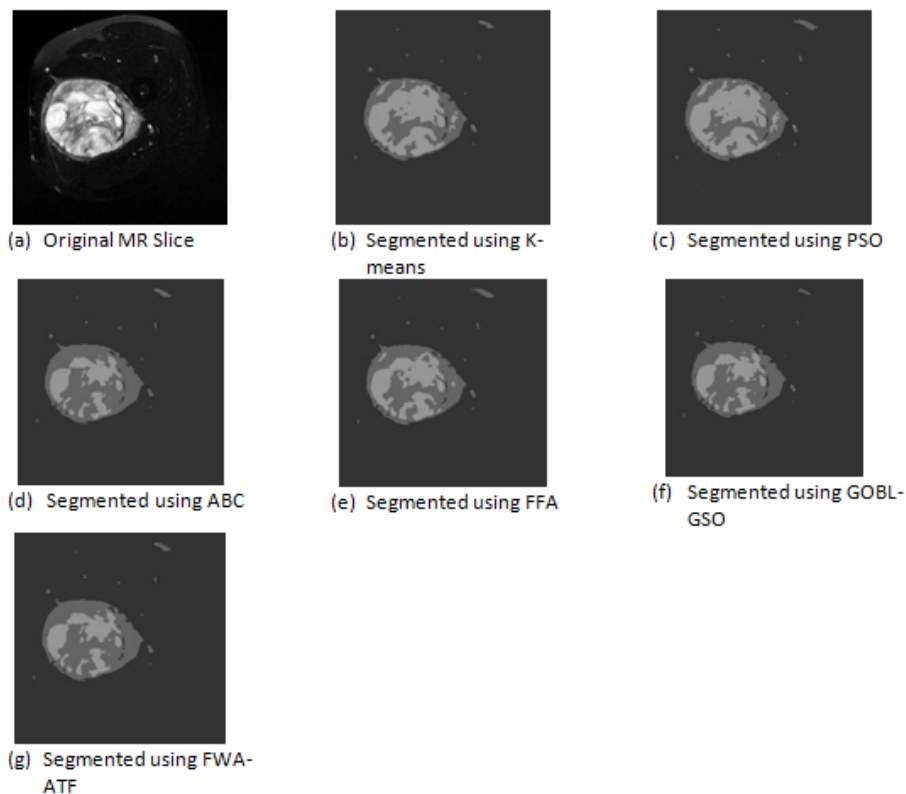 (a) Original MR Slice
(b) Segmented using K-
means
(c) Segmented using PSO
(d) Segmented using ABC
(e) Segmented using FFA
(f) Segmented using GOBL-
GSO
(g) Segmented using FWA-
ATF